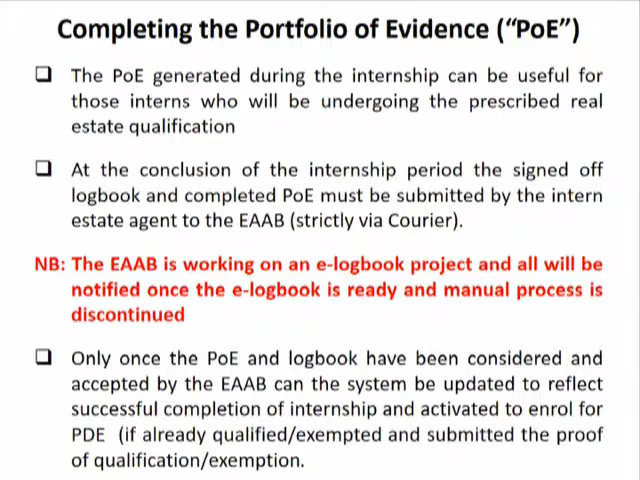 Completing the Portfolio of Evidence (“PoE”)
❑ The PoE generated during the internship can be useful for
those interns who will be undergoing the prescribed real
estate qualification
❑ At the conclusion of the internship period the signed off
logbook and completed PoE must be submitted by the intern
estate agent to the EAAB (strictly via Courier).
NB: The EAAB is working on an e-logbook project and all will be
notified once the e-logbook is ready and manual process is
discontinued
❑ Only once the PoE and logbook have been considered and
accepted by the EAAB can the system be updated to reflect
successful completion of internship and activated to enrol for
PDE (if already qualified/exempted and submitted the proof
of qualification/exemption.